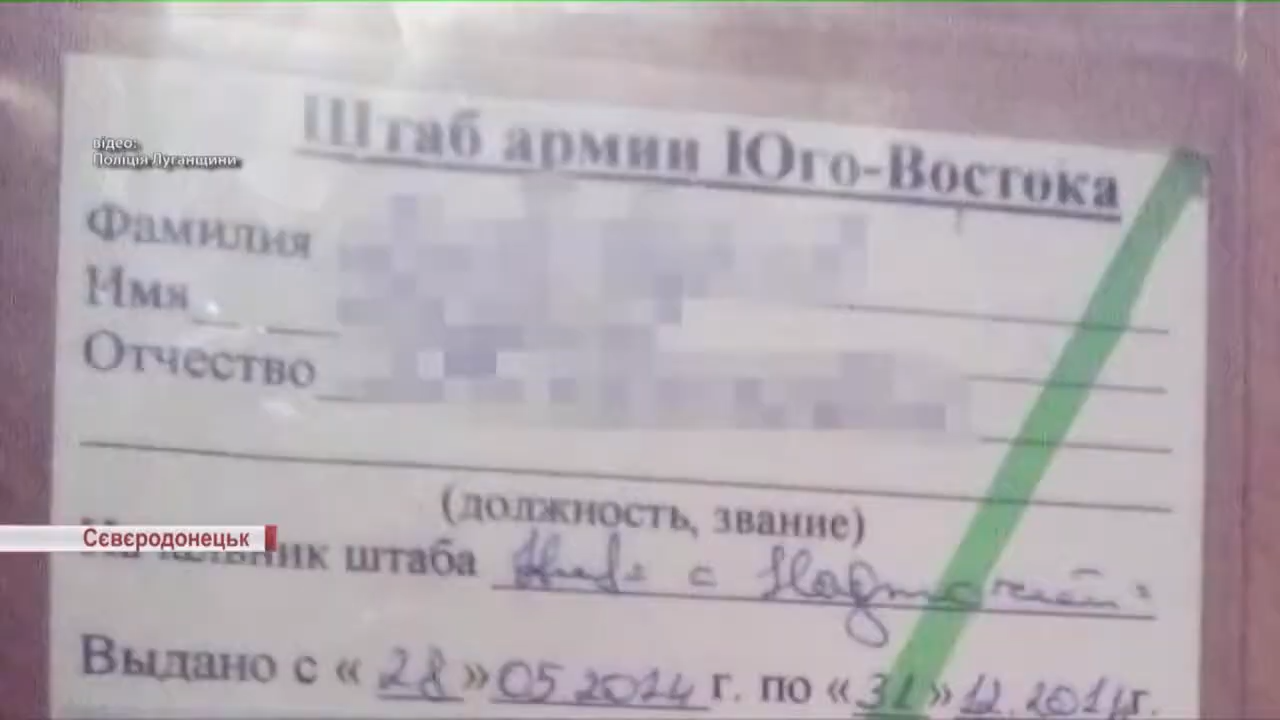 Штаб армии Юго-Востока
відео:
Поліція Луганщини
Фамилия
Имя
Отчество
(должность, звание)
Сєвєродонецьк
штаба
Выдано с « 28 » 05 2014 г. по « 31 » 12. 2014г.